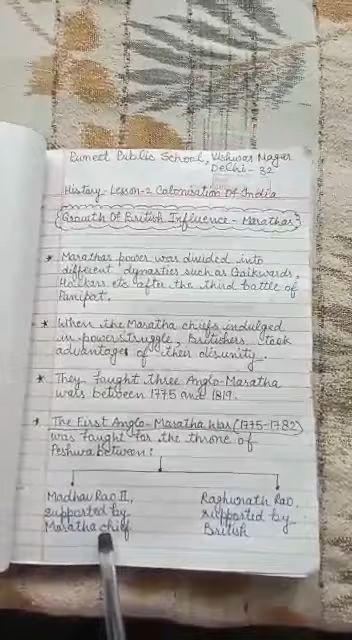 Puneet Public School, Vishwas Nagar
Delhi - 32
History - Lesson-2 Colonisation Of India
Growth Of British Influence - Marathas
* Marathas power was divided into
different dynasties such as Gaikwards,
Holkars etc after the third battle of
Panipat.
* When the Maratha chiefs indulged
in power struggle, Britishers took
advantages of their disunity.
* They fought three Anglo-Maratha
wars between 1775 and 1819.
* The First Anglo-Maratha War (1775-1782)
was fought for the throne of
Peshwa between:
Madhav Rao II,
supported by
Maratha chief
Raghunath Rao,
supported by
British